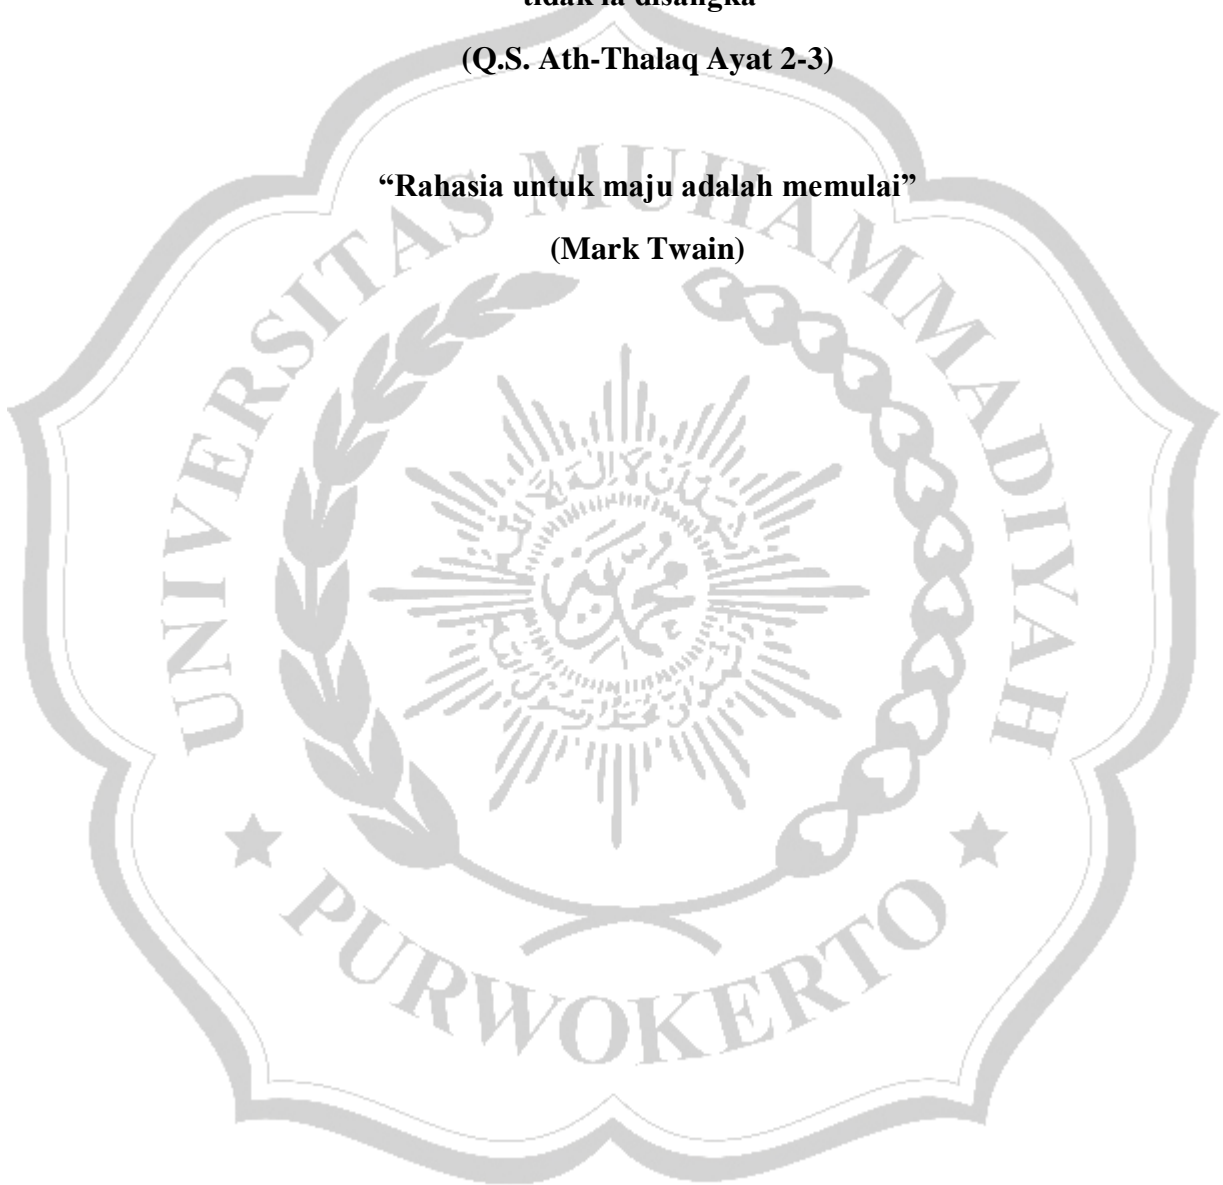 tidak ia disangka
(Q.S. Ath-Thalaq Ayat 2-3)
“Rahasia untuk maju adalah memulai”
(Mark Twain)
UNIVERSITAS MUHAMMADIYAH
PURWOKERTO